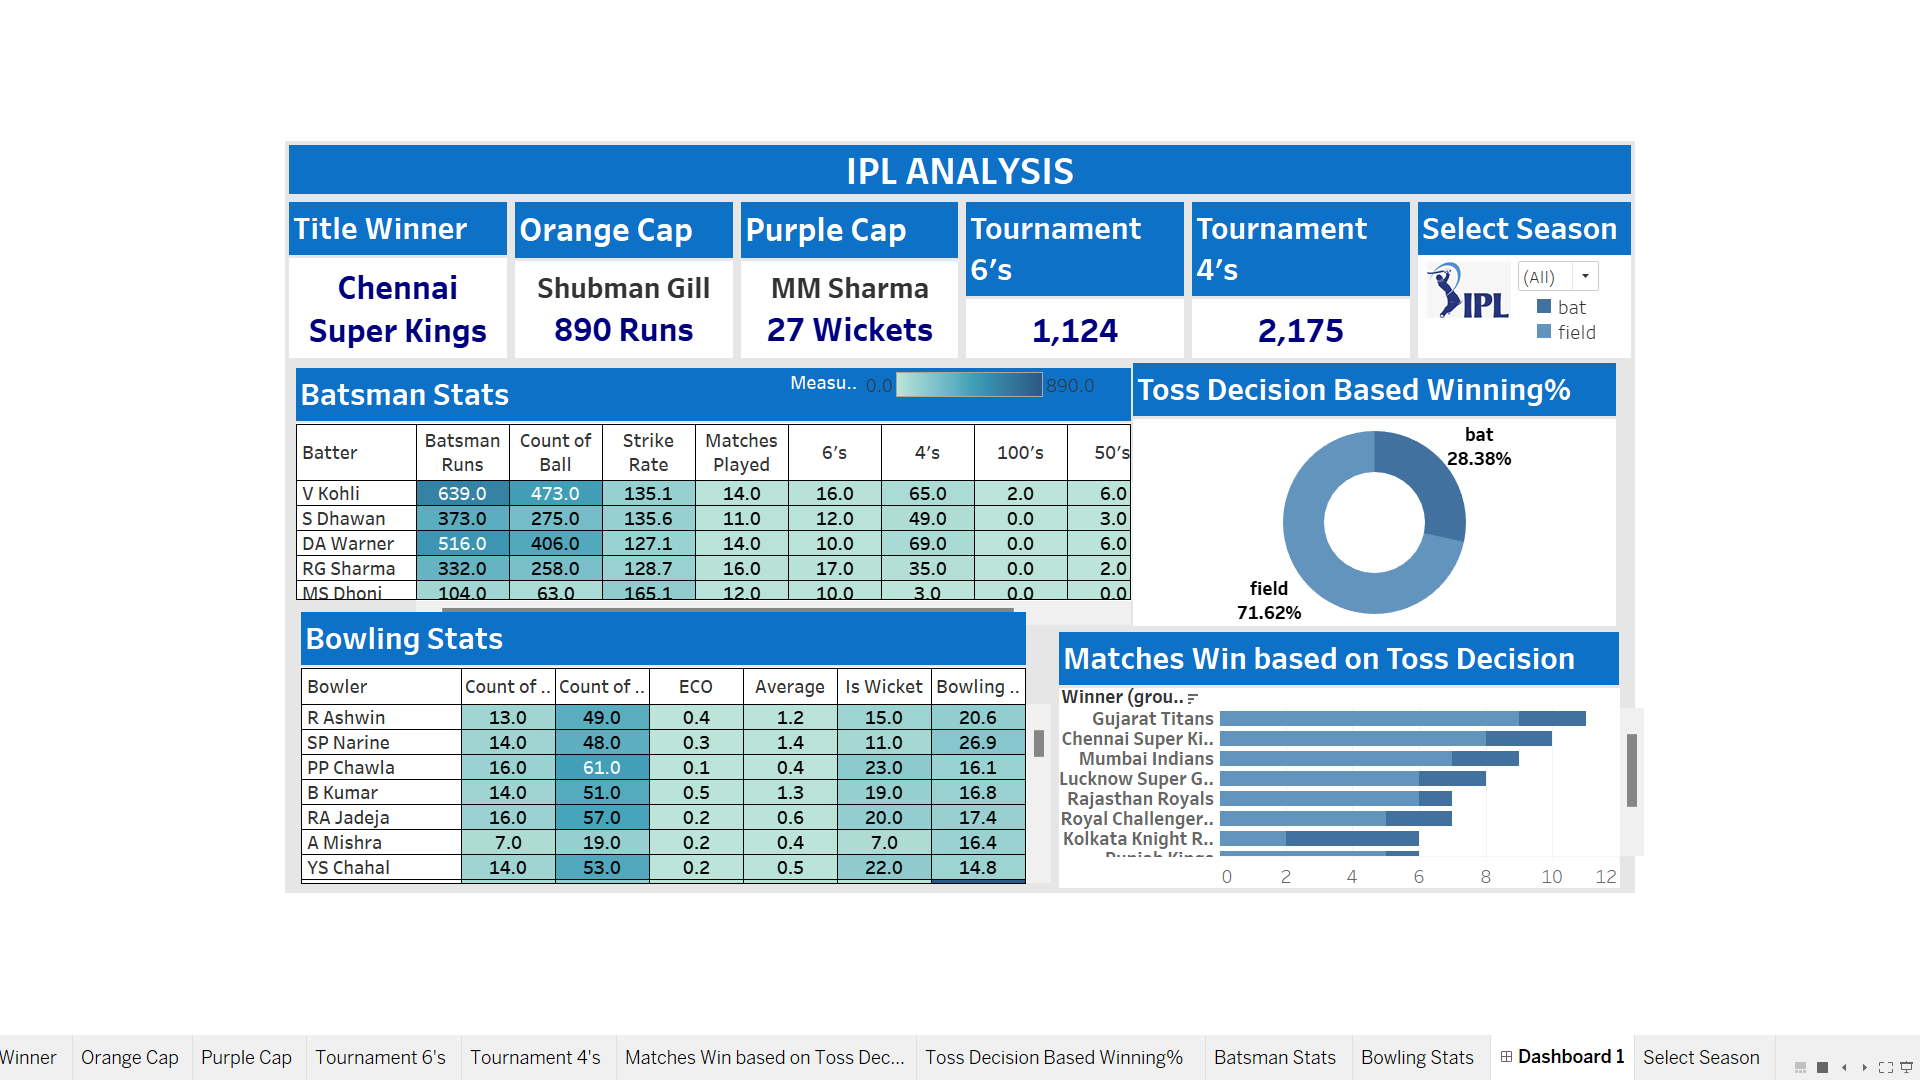 IPL ANALYSIS
Title Winner
Chennai
Super Kings
Orange Cap
Shubman Gill
890 Runs
Purple Cap
MM Sharma
27 Wickets
Tournament
6's
1,124
Tournament
4's
2,175
Select Season
IPL
(All)
bat
field
Batsman Stats
Measu.. 0.0 890.0
Batter Batsman Runs Count of Ball Strike Rate Matches Played 6's 4's 100's 50's
V Kohli 639.0 473.0 135.1 14.0 16.0 65.0 2.0 6.0
S Dhawan 373.0 275.0 135.6 11.0 12.0 49.0 0.0 3.0
DA Warner 516.0 406.0 127.1 14.0 10.0 69.0 0.0 6.0
RG Sharma 332.0 258.0 128.7 16.0 17.0 35.0 0.0 2.0
MS Dhoni 104.0 63.0 165.1 12.0 10.0 3.0 0.0 0.0
Toss Decision Based Winning%
bat
28.38%
field
71.62%
Bowling Stats
Bowler Count of .. Count of .. ECO Average Is Wicket Bowling ..
R Ashwin 13.0 49.0 0.4 1.2 15.0 20.6
SP Narine 14.0 48.0 0.3 1.4 11.0 26.9
PP Chawla 16.0 61.0 0.1 0.4 23.0 16.1
B Kumar 14.0 51.0 0.5 1.3 19.0 16.8
RA Jadeja 16.0 57.0 0.2 0.6 20.0 17.4
A Mishra 7.0 19.0 0.2 0.4 7.0 16.4
YS Chahal 14.0 53.0 0.2 0.5 22.0 14.8
Matches Win based on Toss Decision
Winner (grou..
Gujarat Titans
Chennai Super Ki..
Mumbai Indians
Lucknow Super G..
Rajasthan Royals
Royal Challenger..
Kolkata Knight R..
Punjab Kings
0 2 4 6 8 10 12
Winner Orange Cap Purple Cap Tournament 6's Tournament 4's Matches Win based on Toss Dec... Toss Decision Based Winning% Batsman Stats Bowling Stats Dashboard 1 Select Season